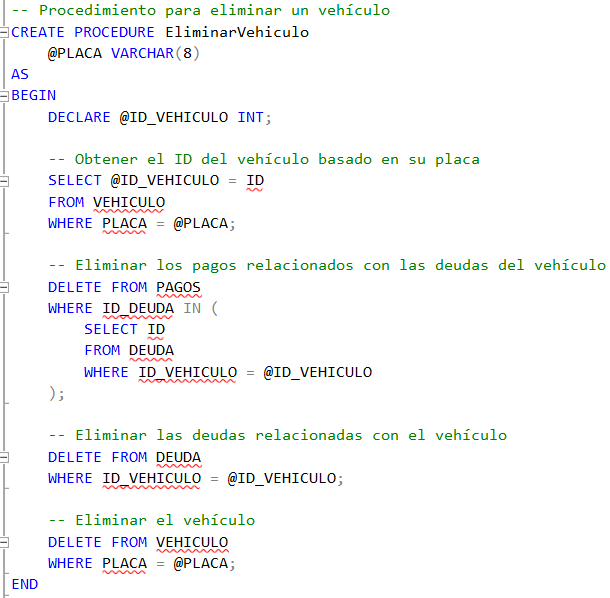 -- Procedimiento para eliminar un vehículo
CREATE PROCEDURE EliminarVehiculo
    @PLACA VARCHAR(8)
AS
BEGIN
    DECLARE @ID_VEHICULO INT;

    -- Obtener el ID del vehículo basado en su placa
    SELECT @ID_VEHICULO = ID
    FROM VEHICULO
    WHERE PLACA = @PLACA;

    -- Eliminar los pagos relacionados con las deudas del vehículo
    DELETE FROM PAGOS
    WHERE ID_DEUDA IN (
        SELECT ID
        FROM DEUDA
        WHERE ID_VEHICULO = @ID_VEHICULO
    );

    -- Eliminar las deudas relacionadas con el vehículo
    DELETE FROM DEUDA
    WHERE ID_VEHICULO = @ID_VEHICULO;

    -- Eliminar el vehículo
    DELETE FROM VEHICULO
    WHERE PLACA = @PLACA;
END